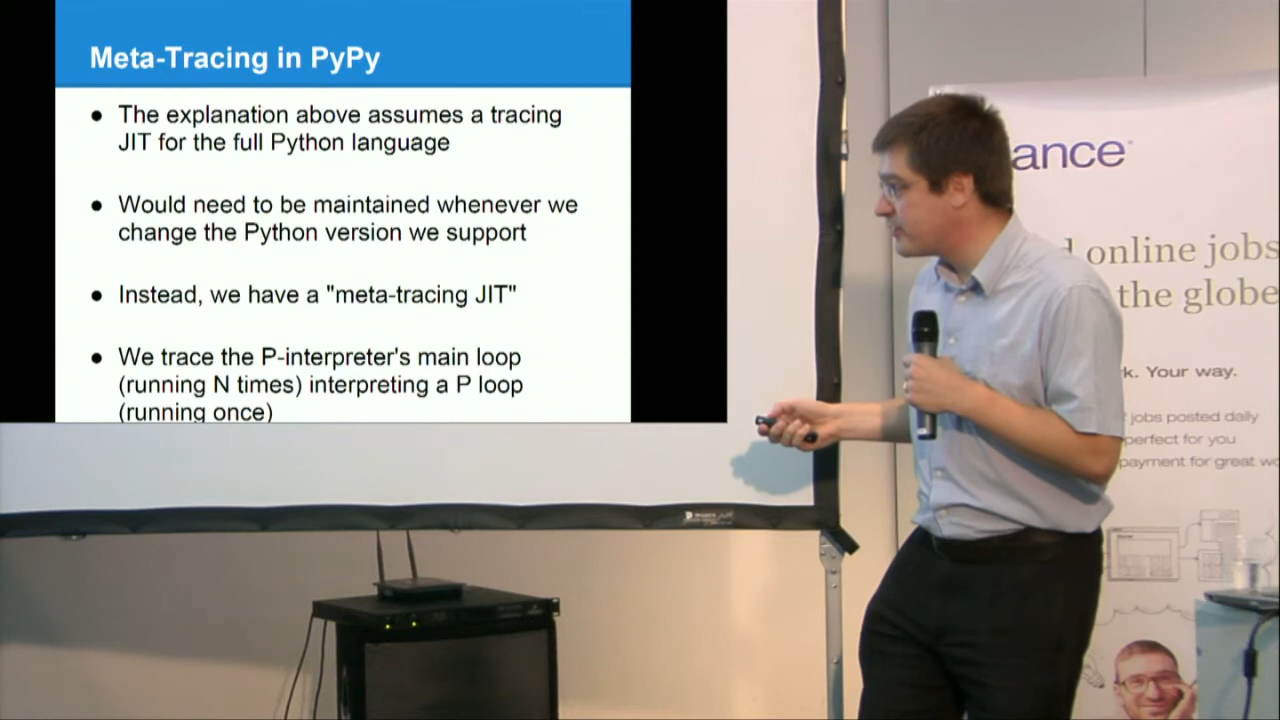 Meta-Tracing in PyPy
● The explanation above assumes a tracing
JIT for the full Python language
● Would need to be maintained whenever we
change the Python version we support
● Instead, we have a "meta-tracing JIT"
● We trace the P-interpreter's main loop
(running N times) interpreting a P loop
(running once)
ance
online jobs
the globe
k. Your way.
jobs posted daily
perfect for you
payment for great